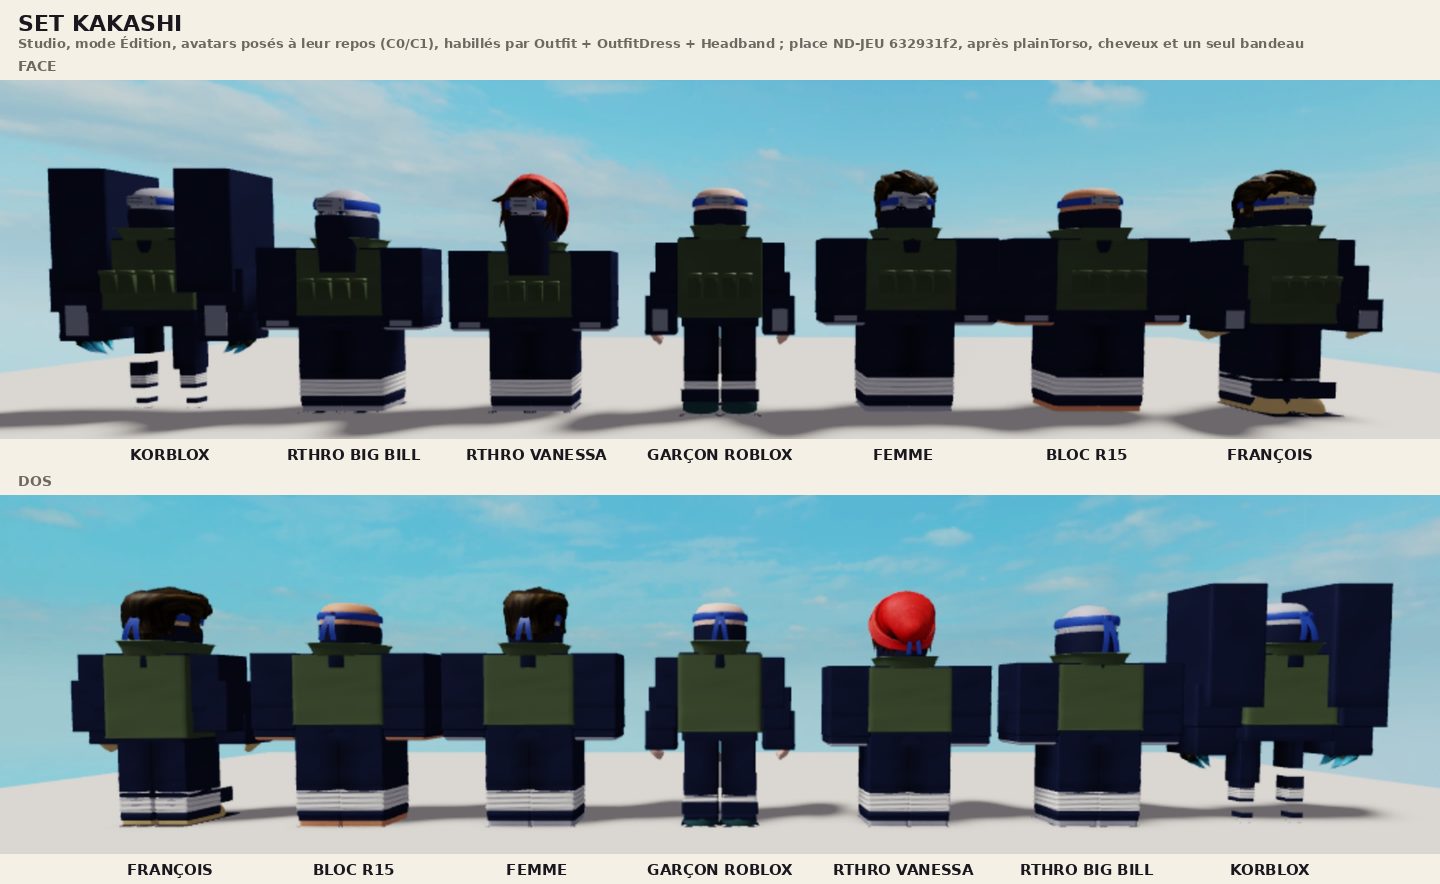 SET KAKASHI
Studio, mode Édition, avatars posés à leur repos (C0/C1), habillés par Outfit + OutfitDress + Headband ; place ND-JEU 632931f2, après plainTorso, cheveux et un seul bandeau
FACE
KORBLOX RTHRO BIG BILL RTHRO VANESSA GARÇON ROBLOX FEMME BLOC R15 FRANÇOIS
DOS
FRANÇOIS BLOC R15 FEMME GARÇON ROBLOX RTHRO VANESSA RTHRO BIG BILL KORBLOX